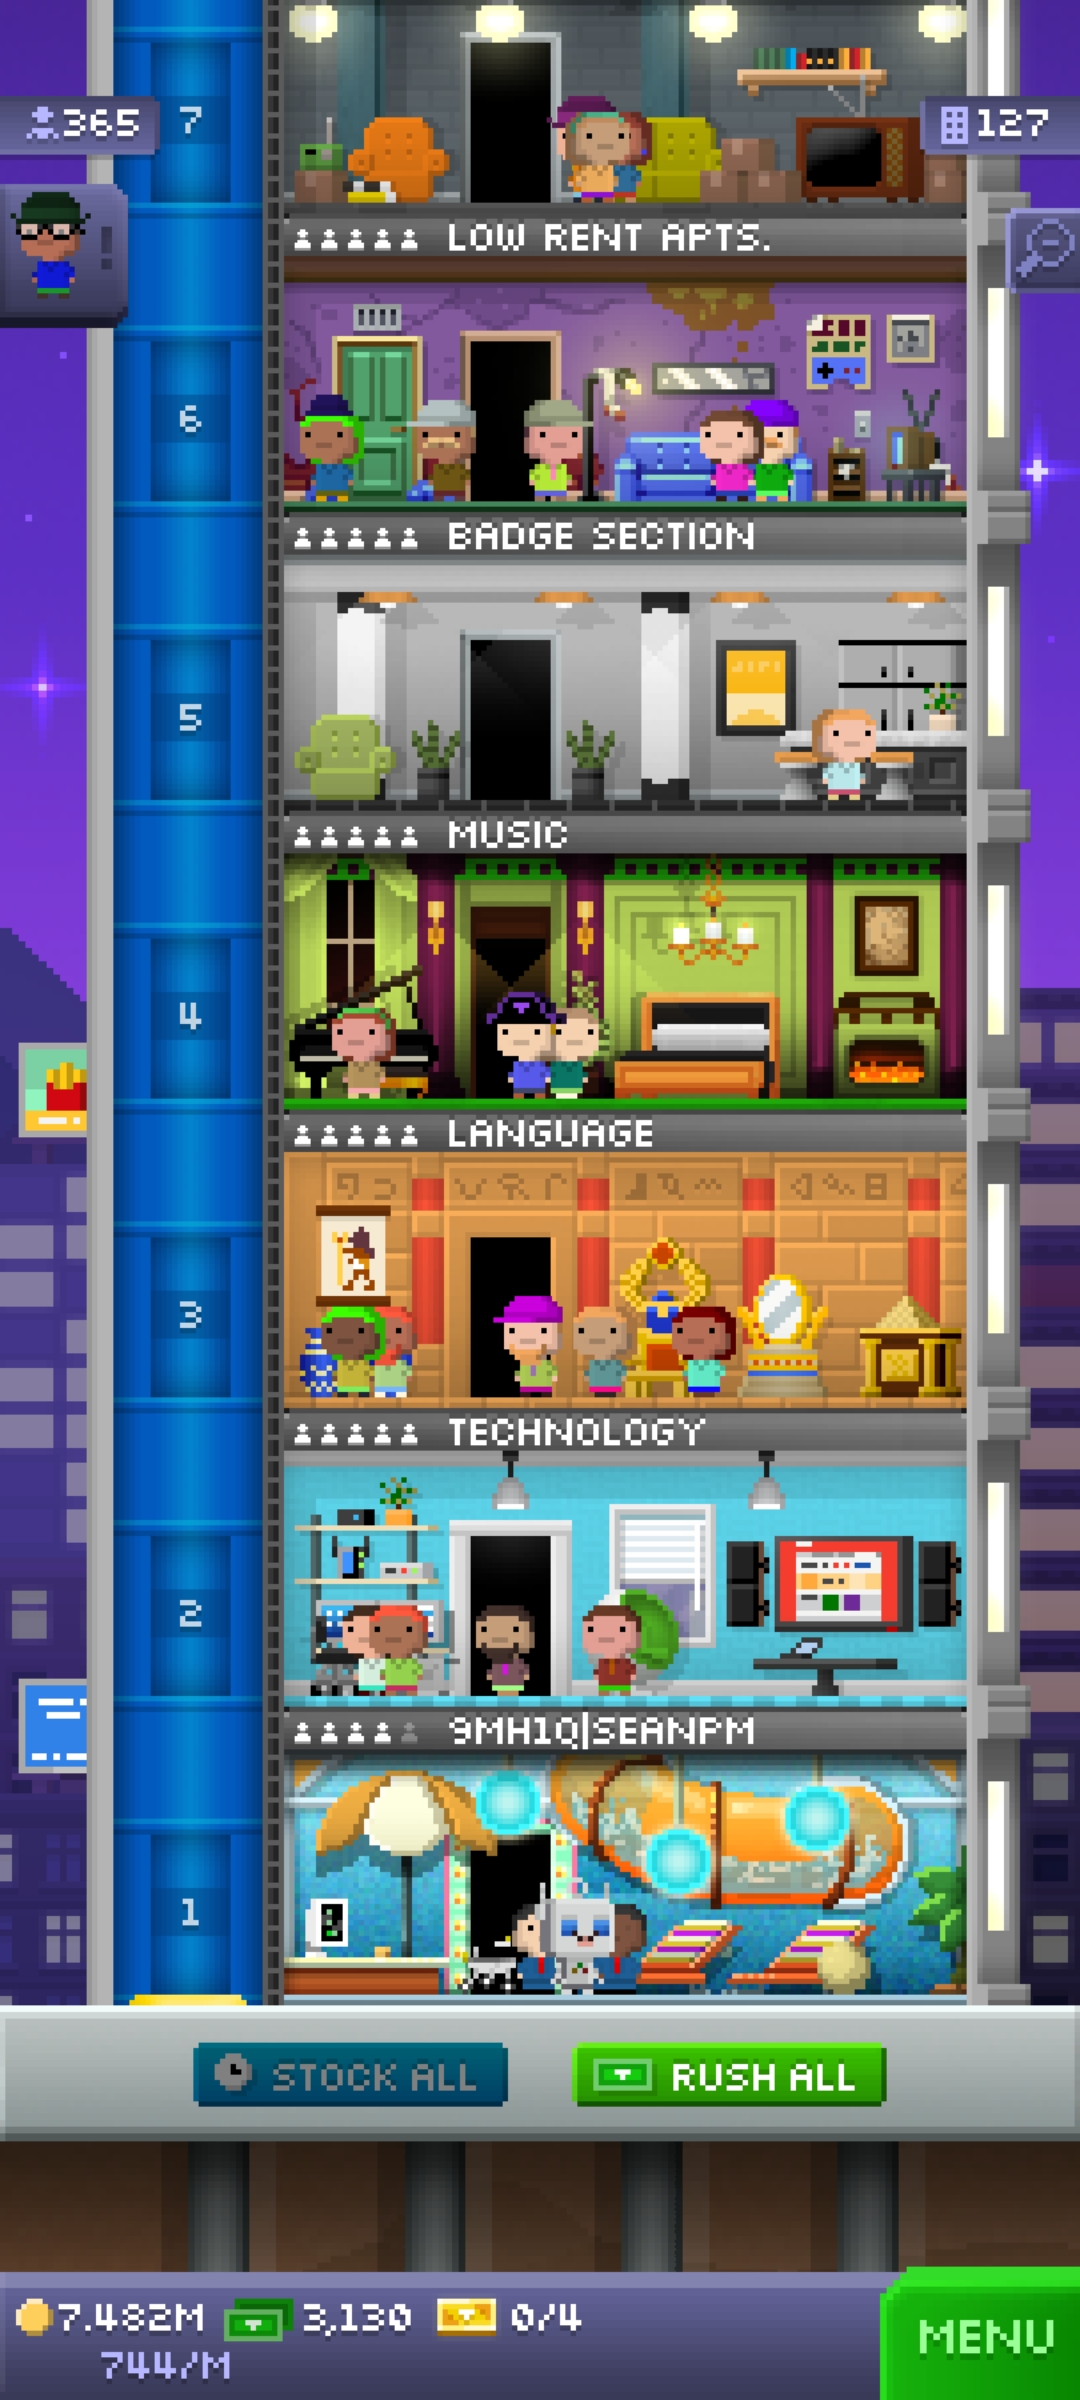 7
365
127
LOW RENT APTS.
6
BADGE SECTION
5
MUSIC
4
LANGUAGE
3
TECHNOLOGY
2
9MH1Q|SEANPM
1
STOCK ALL
RUSH ALL
7.482M 3,130 0/4
744/M
MENU